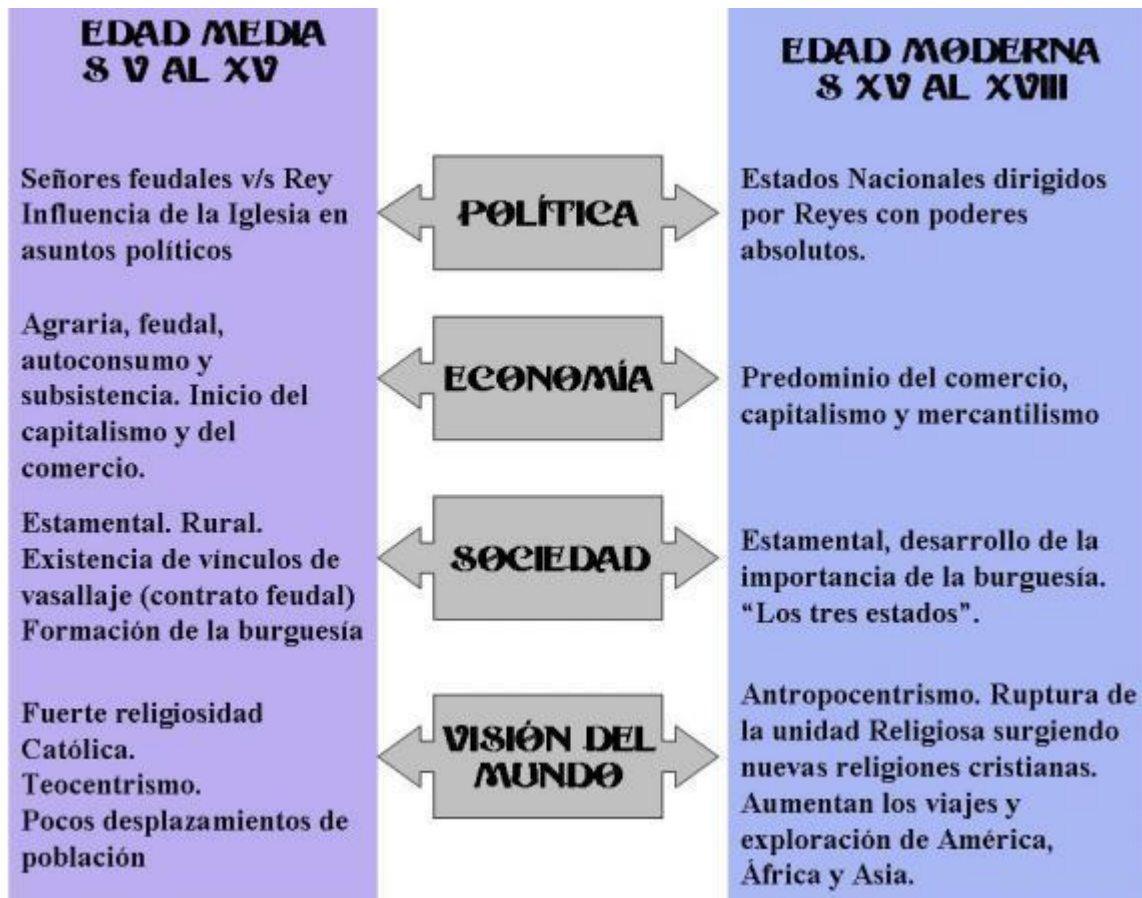 EDAD MEDIA
S V AL XV
EDAD MODERNA
S XV AL XVIII
Señores feudales v/s Rey
Influencia de la Iglesia en
asuntos políticos
POLÍTICA
Estados Nacionales dirigidos
por Reyes con poderes
absolutos.
Agraria, feudal,
autoconsumo y
subsistencia. Inicio del
capitalismo y del
comercio.
ECONOMÍA
Predominio del comercio,
capitalismo y mercantilismo
Estamental. Rural.
Existencia de vínculos de
vasallaje (contrato feudal)
Formación de la burguesía
SOCIEDAD
Estamental, desarrollo de la
importancia de la burguesía.
“Los tres estados”.
Fuerte religiosidad
Católica.
Teocentrismo.
Pocos desplazamientos de
población
VISIÓN DEL
MUNDO
Antropocentrismo. Ruptura de
la unidad Religiosa surgiendo
nuevas religiones cristianas.
Aumentan los viajes y
exploración de América,
África y Asia.